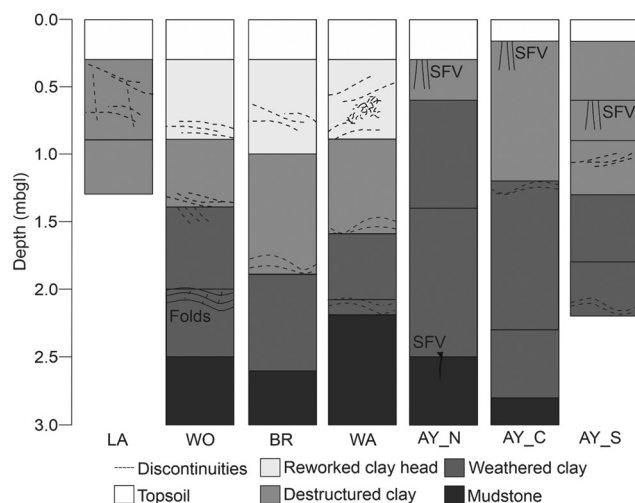 0.0
0.5
1.0
1.5
2.0
2.5
3.0
Depth (mbgl)
SFV
SFV
SFV
Folds
SFV
LA WO BR WA AY_N AY_C AY_S
Discontinuities Reworked clay head Weathered clay
Topsoil Destructured clay Mudstone